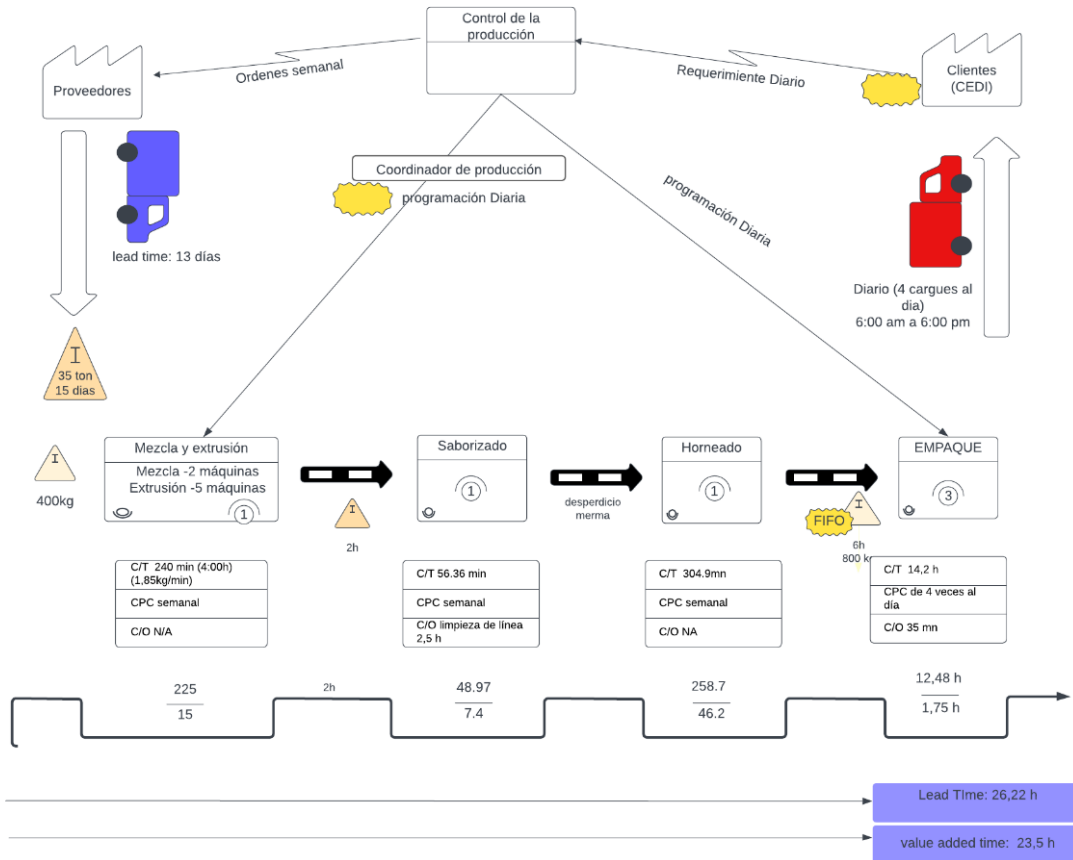 Control de la
producción
Ordenes semanal
Requerimiente Diario
Proveedores
Clientes
(CEDI)
Coordinador de producción
programación Diaria
programación Diaria
lead time: 13 días
Diario (4 cargues al
dia)
6:00 am a 6:00 pm
I
35 ton
15 dias
I
400kg
Mezcla y extrusión
Mezcla -2 máquinas
Extrusión -5 máquinas
1
I
2h
Saborizado
1
desperdicio
merma
Horneado
1
I
FIFO
6h
800 k
EMPAQUE
3
C/T 240 min (4:00h)
(1,85kg/min)
CPC semanal
C/O N/A
C/T 56.36 min
CPC semanal
C/O limpieza de línea
2,5 h
C/T 304.9mn
CPC semanal
C/O NA
C/T 14,2 h
CPC de 4 veces al
día
C/O 35 mn
225
15
2h
48.97
7.4
258.7
46.2
12,48 h
1,75 h
Lead TIme: 26,22 h
value added time: 23,5 h